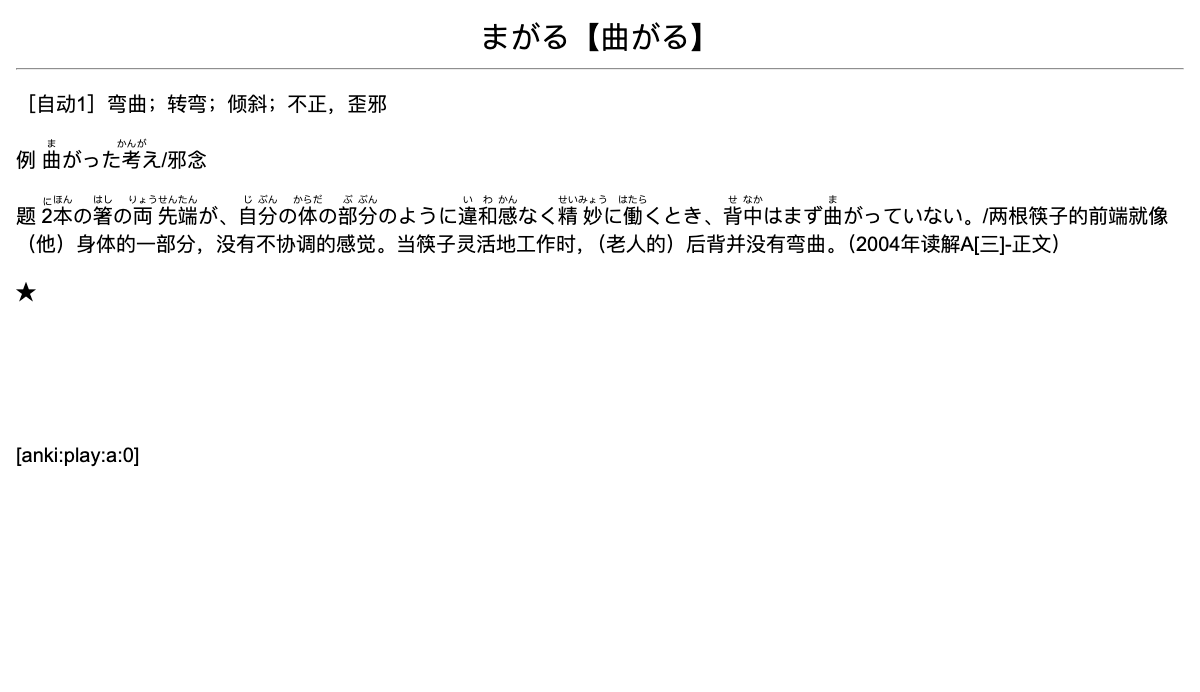 まがる【曲がる】
［自动1］弯曲；转弯；倾斜；不正，歪邪
ま かんが
例 曲がった考え/邪念
にほん はし りょうせんたん じ ぶん からだ ぶ ぶん い わ かん せいみょう はたら せ なか ま
题 2本の箸の両先端が、自分の体の部分のように違和感なく精妙に働くとき、背中はまず曲がっていない。/两根筷子的前端就像
（他）身体的一部分，没有不协调的感觉。当筷子灵活地工作时，（老人的）后背并没有弯曲。（2004年读解A[三]-正文）
★
[anki:play:a:0]